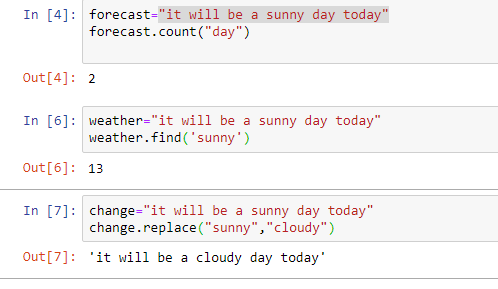 In [4]: forecast="it will be a sunny day today"
forecast.count("day")
Out[4]: 2
In [6]: weather="it will be a sunny day today"
weather.find('sunny')
Out[6]: 13
In [7]: change="it will be a sunny day today"
change.replace("sunny","cloudy")
Out[7]: 'it will be a cloudy day today'